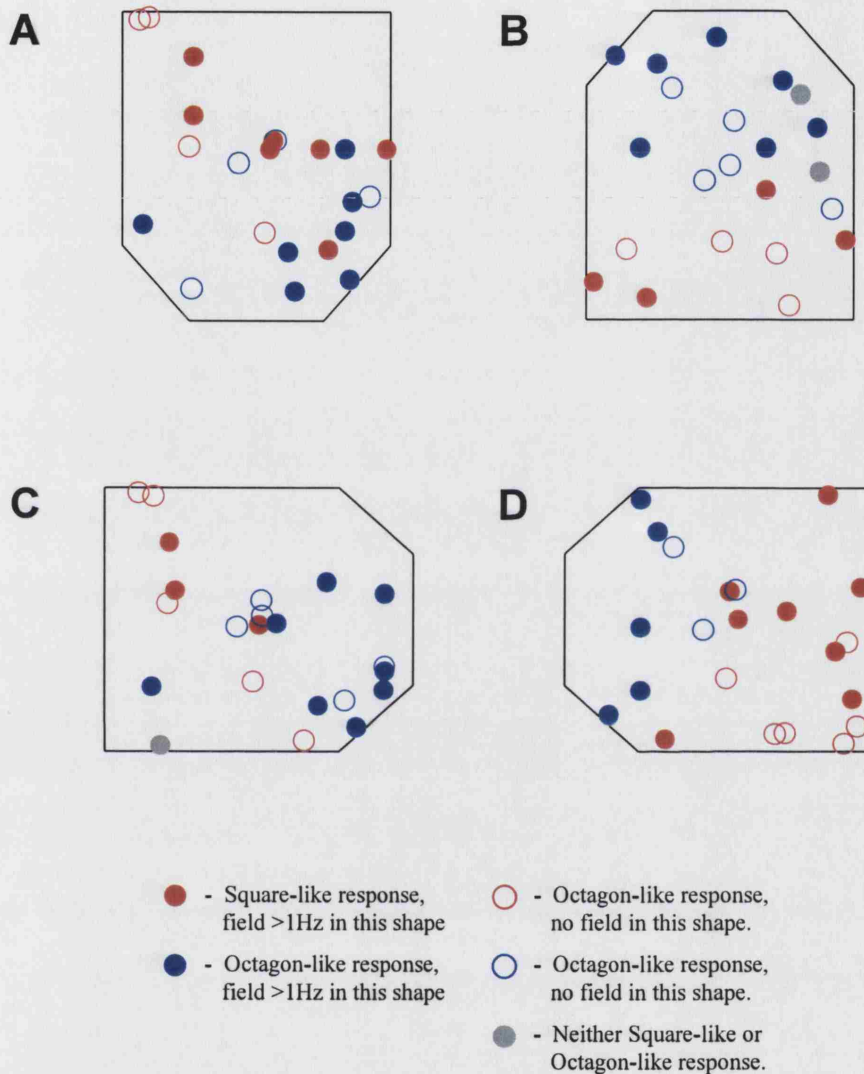 A
B
C
D
- Square-like response,
field >1Hz in this shape
- Octagon-like response,
field >1Hz in this shape
- Octagon-like response,
no field in this shape.
- Octagon-like response,
no field in this shape.
- Neither Square-like or
Octagon-like response.